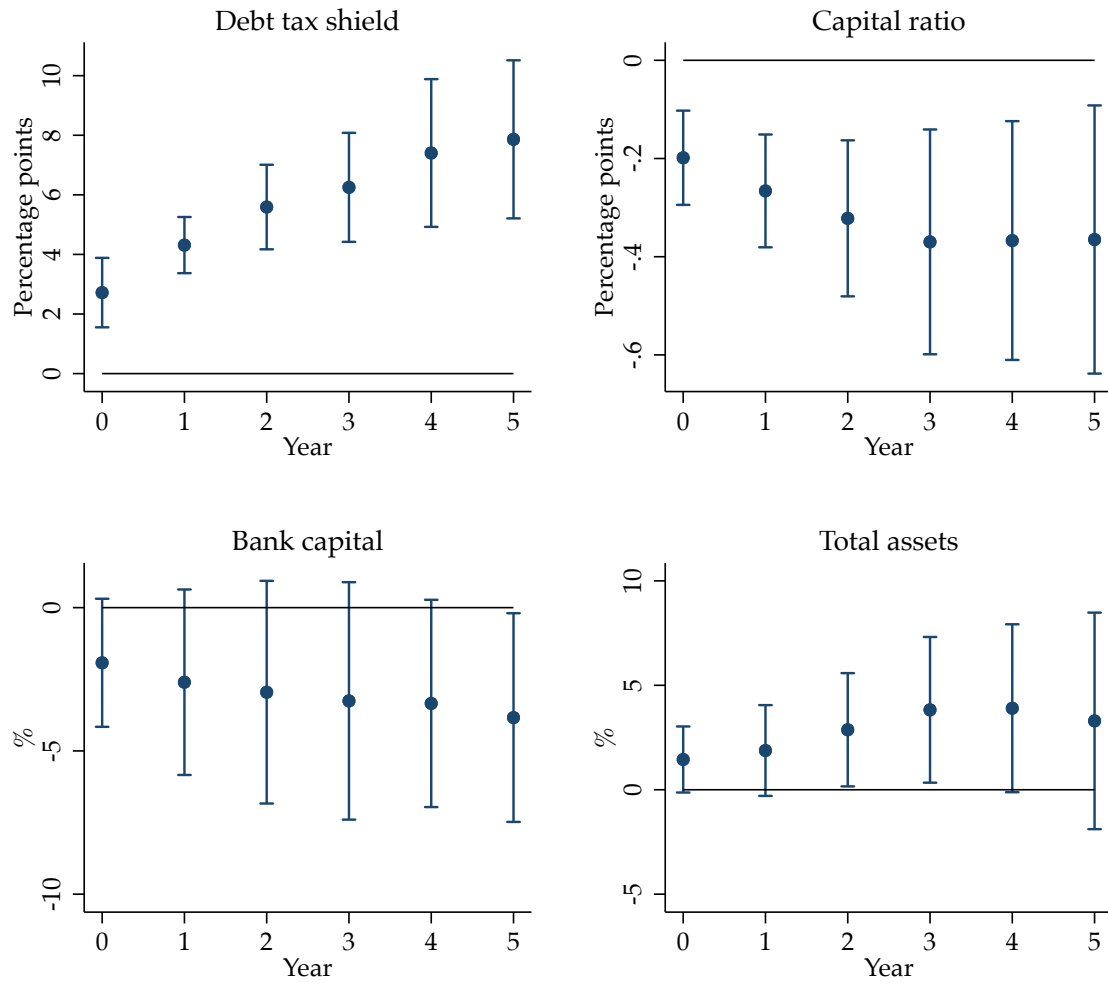 Debt tax shield
Percentage points
10
8
6
4
2
0
0 1 2 3 4 5
Year
Capital ratio
Percentage points
0
-.2
-.4
-.6
0 1 2 3 4 5
Year
Bank capital
%
0
-5
-10
0 1 2 3 4 5
Year
Total assets
%
10
5
0
-5
0 1 2 3 4 5
Year